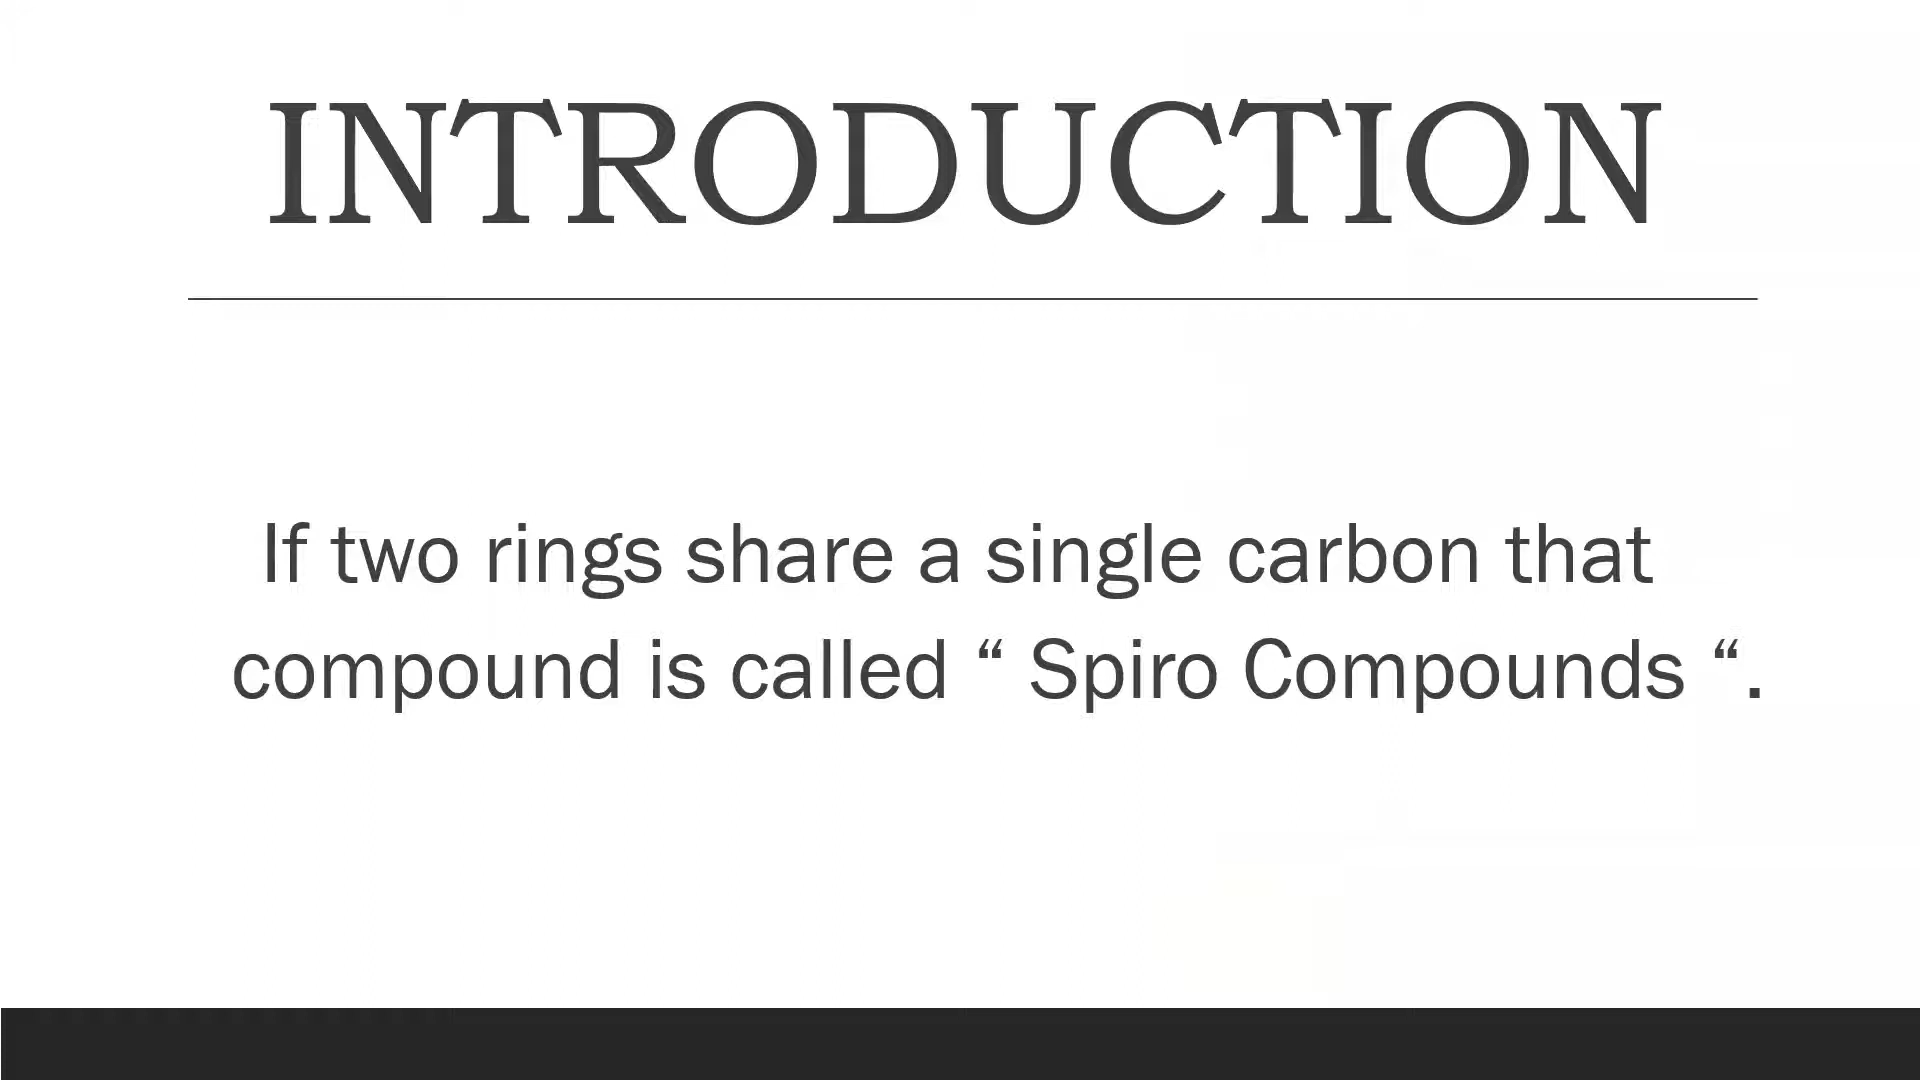 INTRODUCTION
If two rings share a single carbon that
compound is called “ Spiro Compounds “.